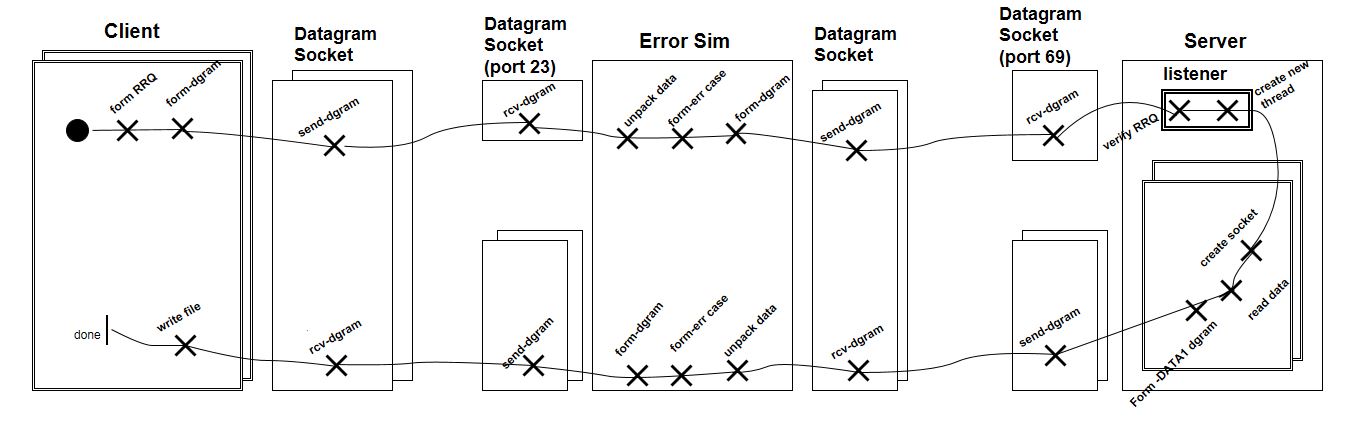 Client
Datagram
Socket
Datagram
Socket
(port 23)
Error Sim
Datagram
Socket
Datagram
Socket
(port 69)
Server
listener
form RRQ
form-dgram
send-dgram
rcv-dgram
unpack data
form-err case
form-dgram
send-dgram
rcv-dgram
verify RRQ
create new
thread
create socket
read data
Form -DATA1 dgram
send-dgram
rcv-dgram
unpack data
form-err case
form-dgram
send-dgram
rcv-dgram
write file
done